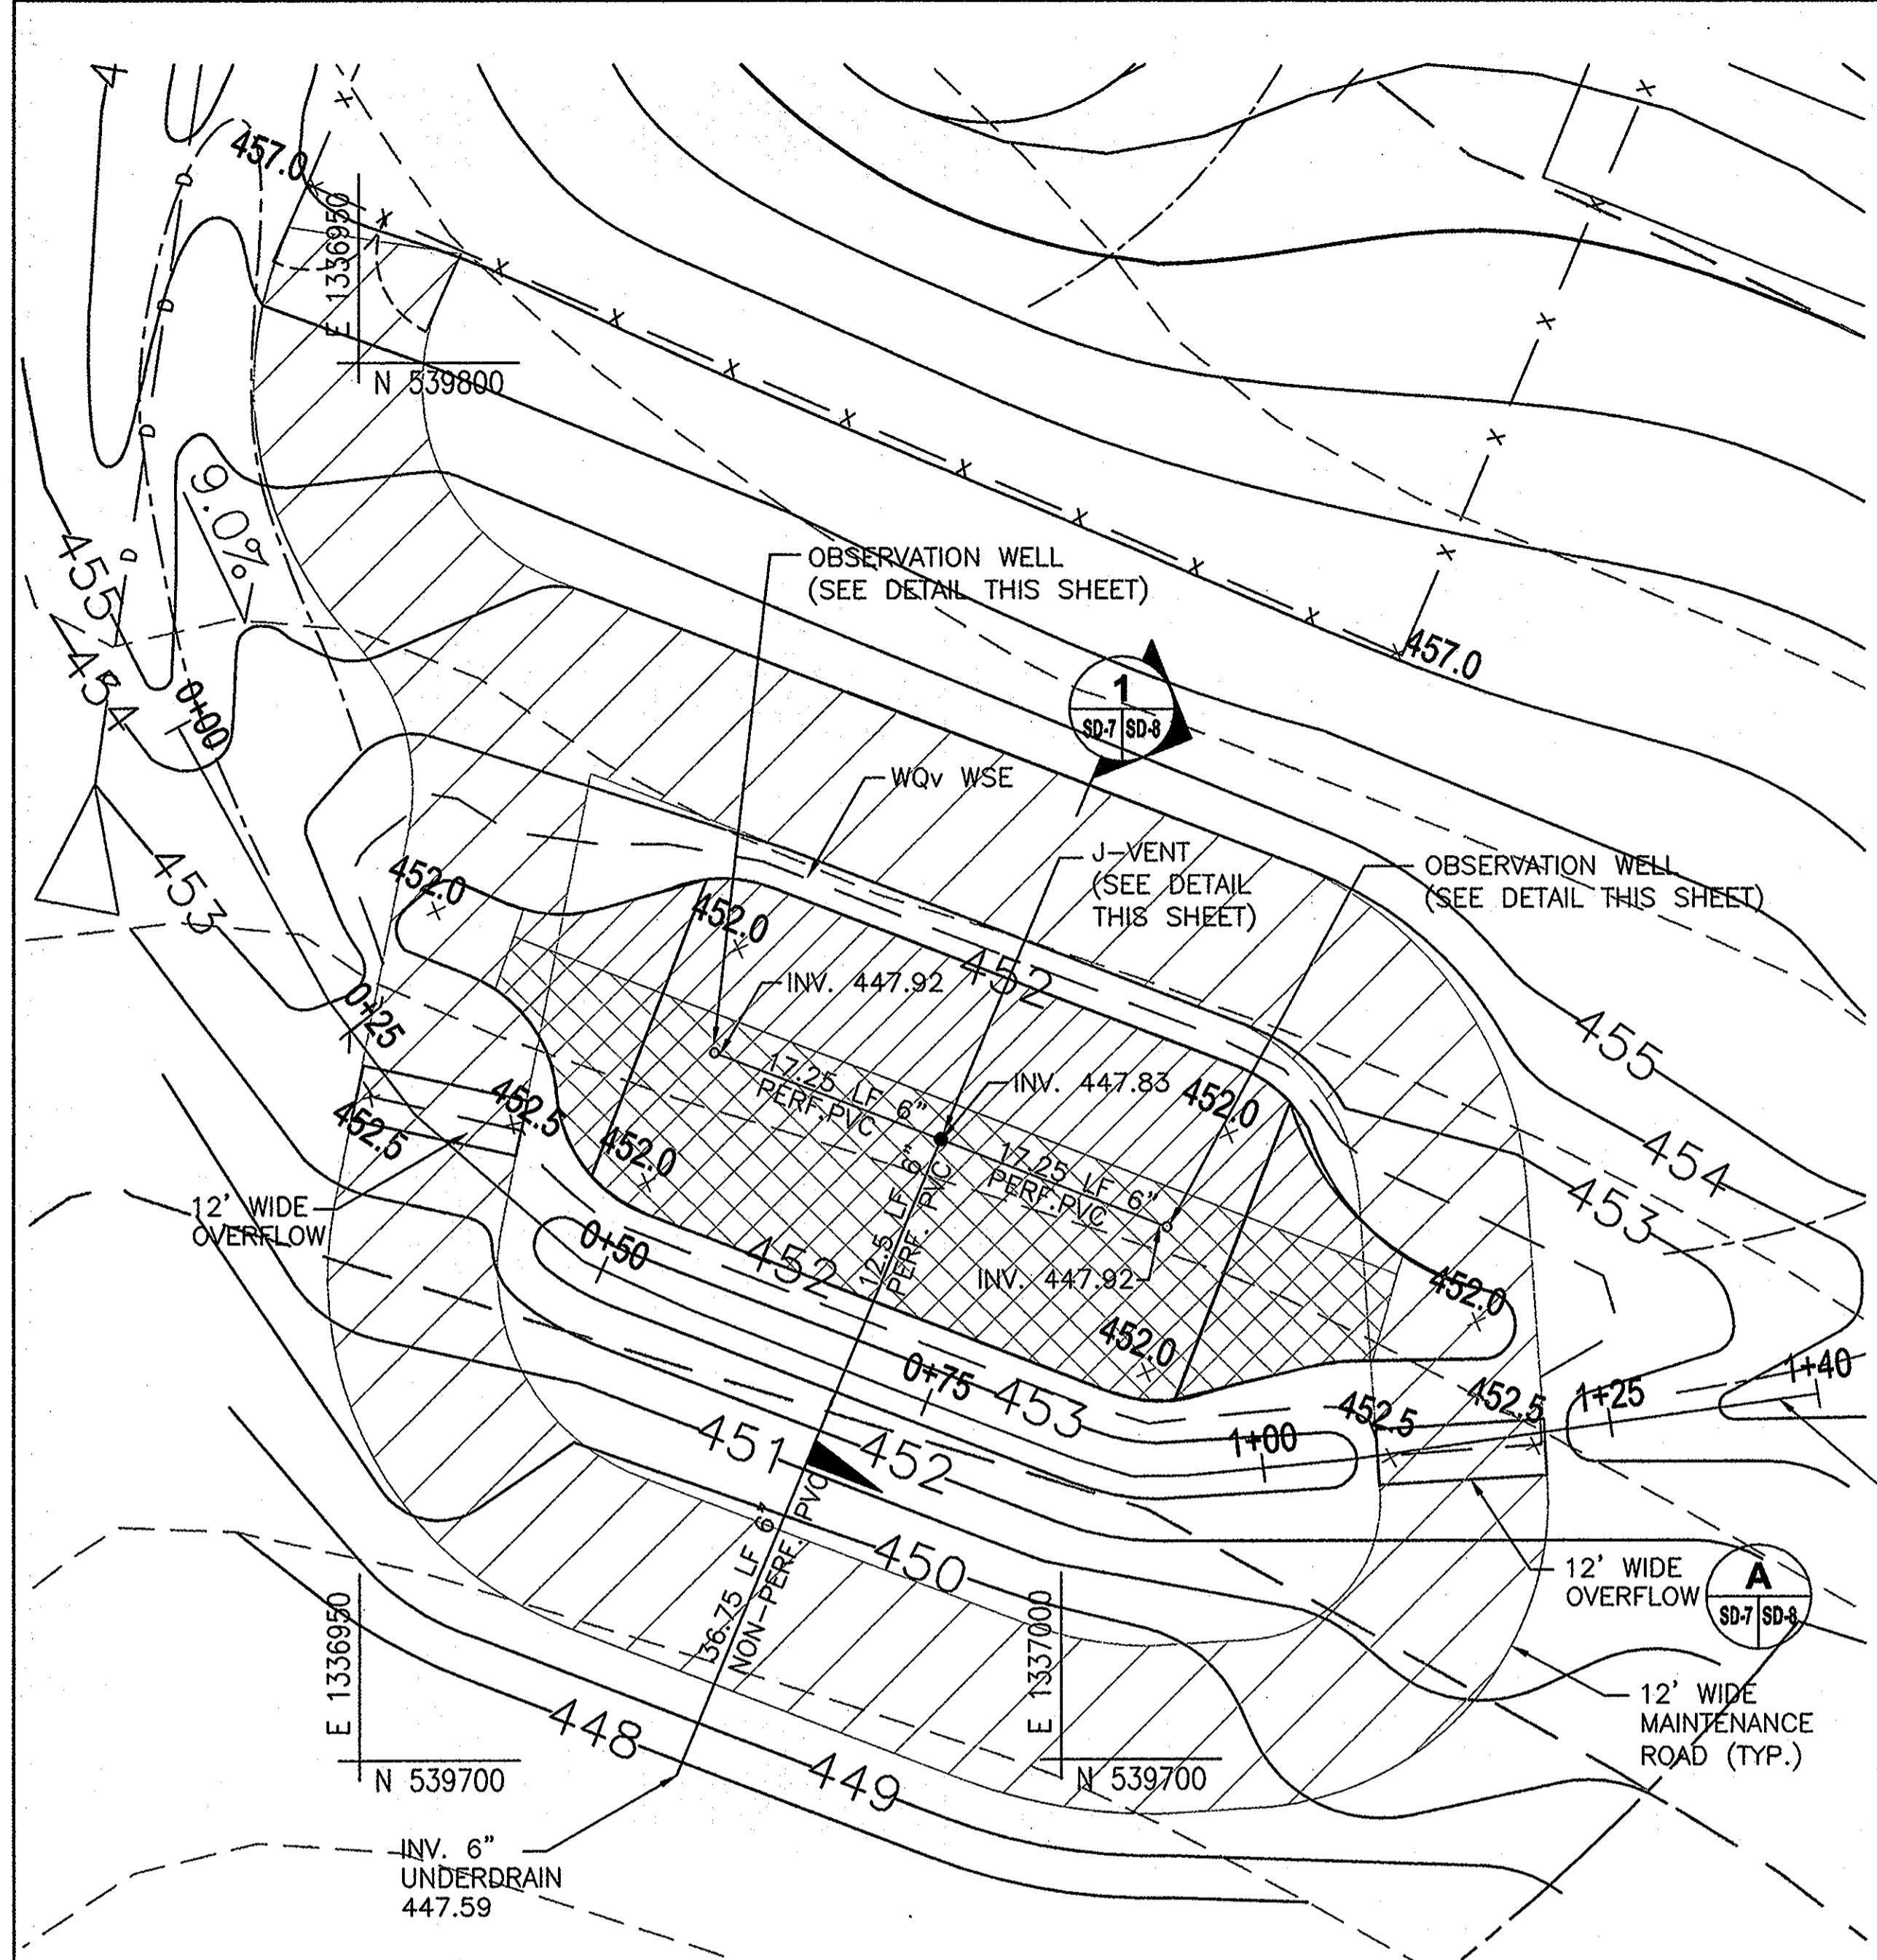 4
457.0
E 1336950
N 539800
9.0%
455
454
0+00
453
OBSERVATION WELL
(SEE DETAIL THIS SHEET)
457.0
1
SD-7 SD-8
WQv WSE
J-VENT
(SEE DETAIL
THIS SHEET)
OBSERVATION WELL
(SEE DETAIL THIS SHEET)
452.0
452.0
452
INV. 447.92
0+25
17.25 LF 6"
PERF.PVC
INV. 447.83
452.0
455
454
453
452.5
452.5
452.0
12' WIDE
OVERFLOW
17.25 LF 6"
PERF.PVC
12.5 LF 6"
PERF. PVC
INV. 447.92
0+50
452
452.0
452.0
0+75
453
452.5
452.5
1+25
1+40
1+00
451
452
450
36.75 LF 6"
NON-PERF. PVC
12' WIDE
OVERFLOW
A
SD-7 SD-8
12' WIDE
MAINTENANCE
ROAD (TYP.)
E 1336950
N 539700
E 1337000
N 539700
448
449
INV. 6"
UNDERDRAIN
447.59